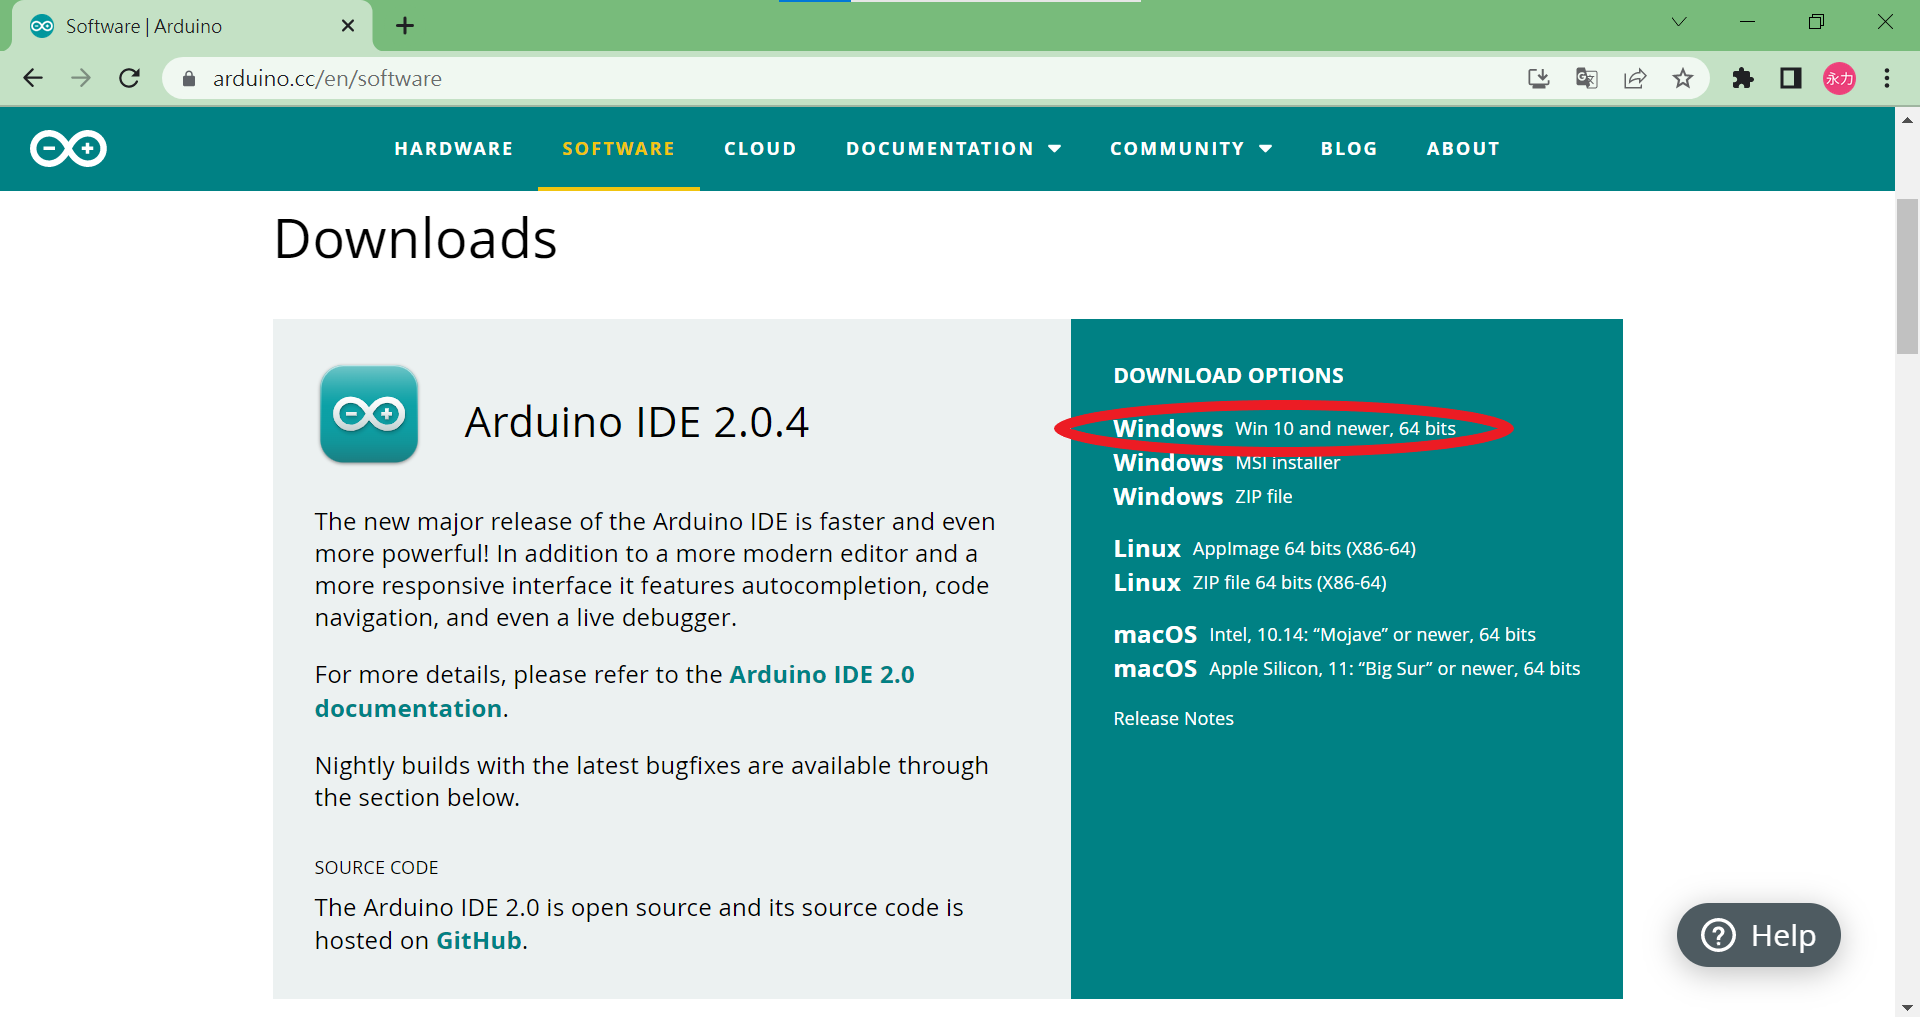 Software | Arduino
arduino.cc/en/software
永力
HARDWARE SOFTWARE CLOUD DOCUMENTATION COMMUNITY BLOG ABOUT
Downloads
Arduino IDE 2.0.4
The new major release of the Arduino IDE is faster and even
more powerful! In addition to a more modern editor and a
more responsive interface it features autocompletion, code
navigation, and even a live debugger.
For more details, please refer to the Arduino IDE 2.0
documentation.
Nightly builds with the latest bugfixes are available through
the section below.
SOURCE CODE
The Arduino IDE 2.0 is open source and its source code is
hosted on GitHub.
DOWNLOAD OPTIONS
Windows Win 10 and newer, 64 bits
Windows MSI installer
Windows ZIP file
Linux AppImage 64 bits (X86-64)
Linux ZIP file 64 bits (X86-64)
macOS Intel, 10.14: “Mojave” or newer, 64 bits
macOS Apple Silicon, 11: “Big Sur” or newer, 64 bits
Release Notes
Help